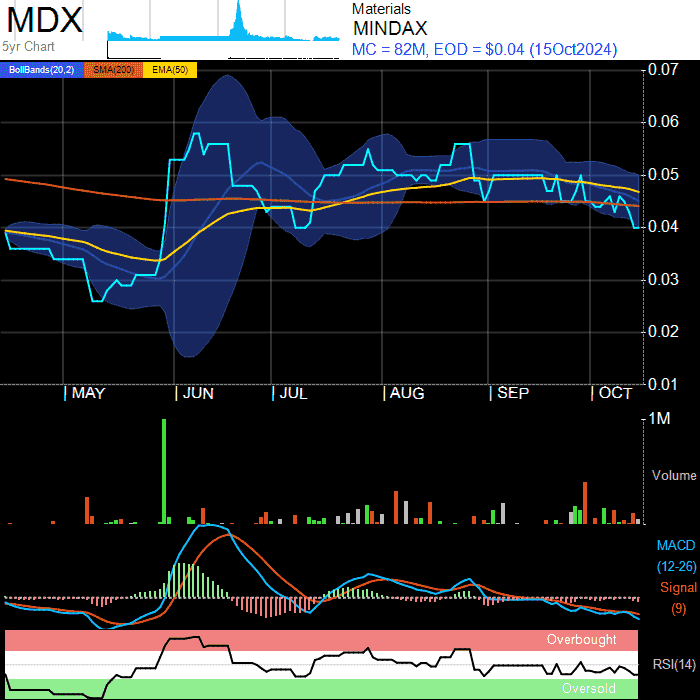 MDX
5yr Chart
Materials
MINDAX
MC = 82M, EOD = $0.04 (15Oct2024)
BollBands(20,2) SMA(200) EMA(50)
0.07
0.06
0.05
0.04
0.03
0.02
0.01
MAY JUN JUL AUG SEP OCT
1M
Volume
MACD
(12-26)
Signal
(9)
Overbought
RSI(14)
Oversold